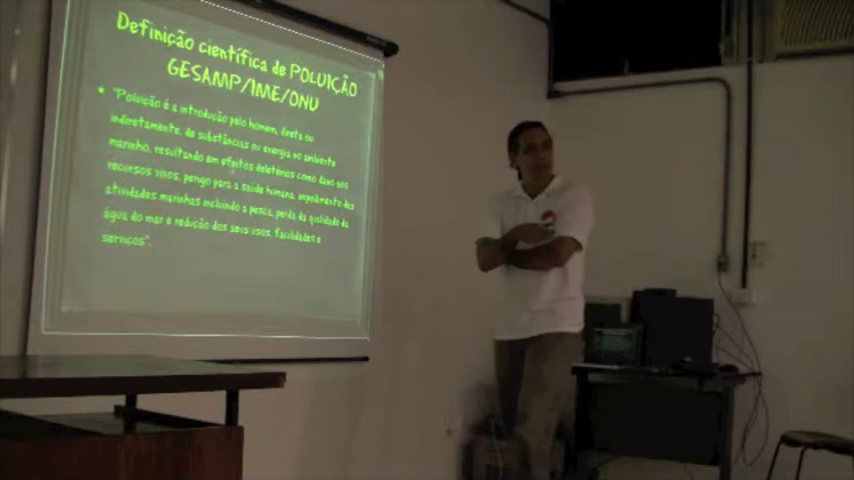 Definição científica de POLUIÇÃO
GESAMP/IME/ONU
• "Poluição é a introdução pelo homem, direta ou
indiretamente, de substâncias ou energia no ambiente
marinho, resultando em efeitos deletérios como dano aos
recursos vivos, perigo para a saúde humana, impedimento das
atividades marinhas incluindo a pesca, perda da qualidade da
água do mar e redução dos seus usos, facilidades e
serviços".